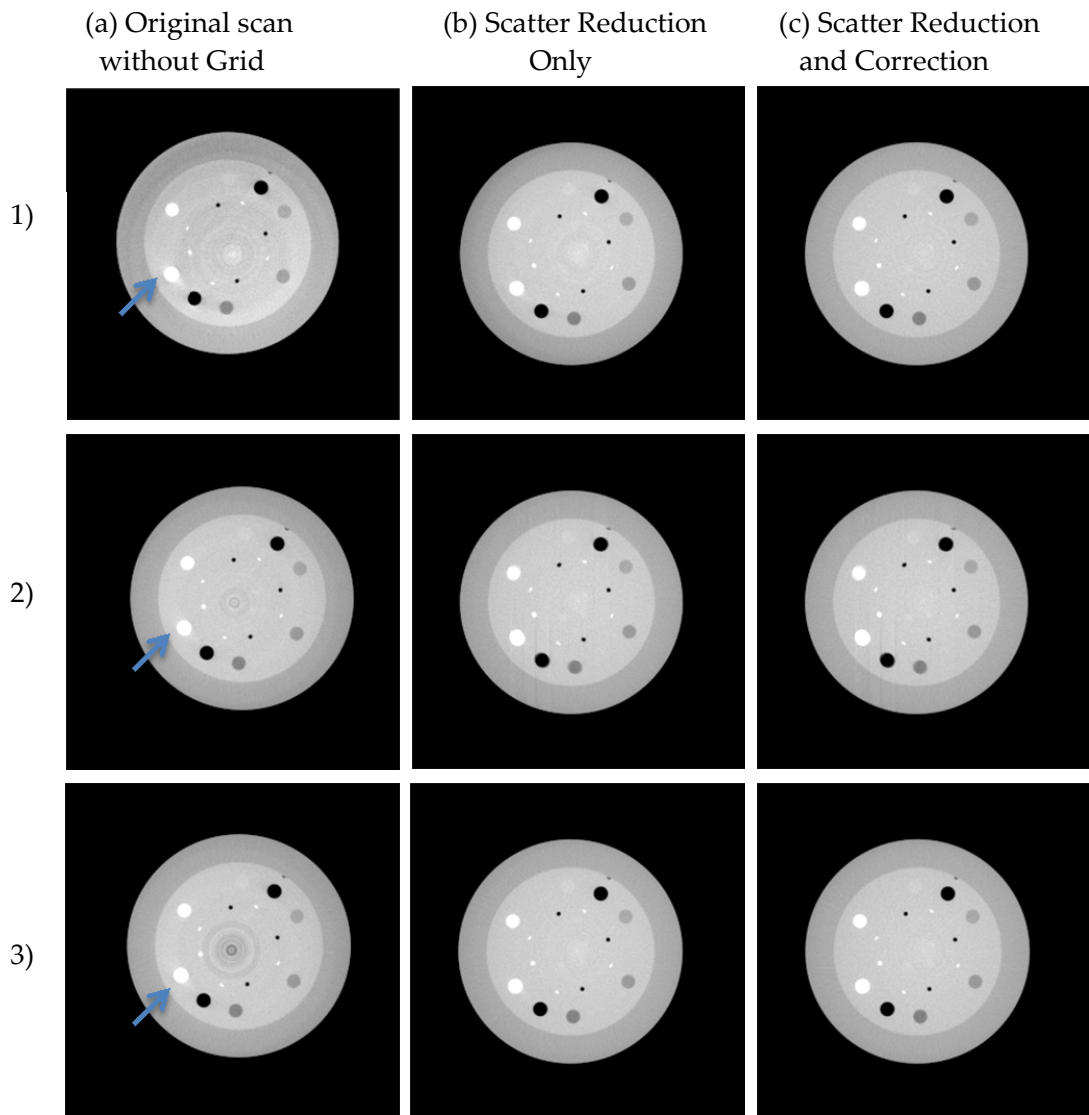 (a) Original scan
without Grid
(b) Scatter Reduction
Only
(c) Scatter Reduction
and Correction
1)
2)
3)